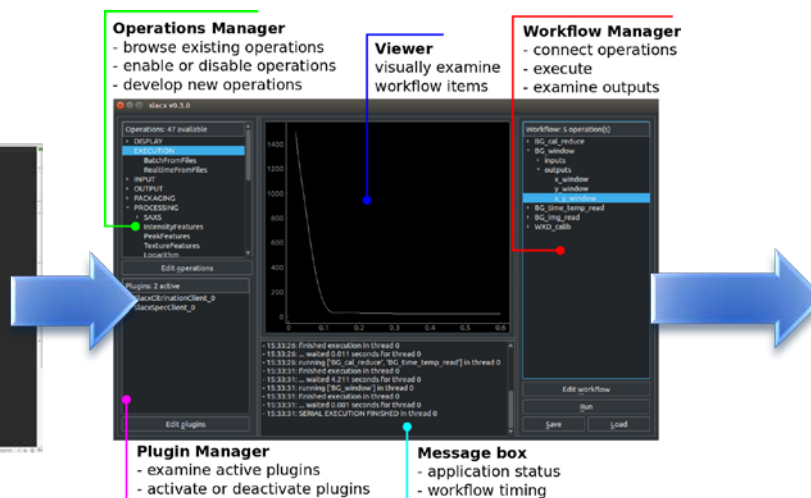 Operations Manager
- browse existing operations
- enable or disable operations
- develop new operations
Viewer
visually examine
workflow items
Workflow Manager
- connect operations
- execute
- examine outputs
slacx v0.3.0
Operations: 47 available
DISPLAY
EXECUTION
BatchFromFiles
RealtimeFromFiles
INPUT
OUTPUT
PACKAGING
PROCESSING
SAXS
IntensityFeatures
PeakFeatures
TextureFeatures
Logarithm
Edit operations
Plugins: 2 active
SlacxCitrinationClient_0
SlacxSpecClient_0
Edit plugins
1400
1200
1000
800
600
400
200
0
0 0.1 0.2 0.3 0.4 0.5 0.6
- 15:33:26: finished execution in thread 0
- 15:33:26: ... waited 0.011 seconds for thread 0
- 15:33:26: running ['BG_cal_reduce', 'BG_time_temp_read'] in thread 0
- 15:33:31: finished execution in thread 0
- 15:33:31: ... waited 4.211 seconds for thread 0
- 15:33:31: running ['BG_window'] in thread 0
- 15:33:31: finished execution in thread 0
- 15:33:31: ... waited 0.001 seconds for thread 0
- 15:33:31: SERIAL EXECUTION FINISHED in thread 0
Workflow: 5 operation(s)
BG_cal_reduce
BG_window
inputs
outputs
x_window
y_window
x_y_window
BG_time_temp_read
BG_img_read
WXD_calib
Edit workflow
Run
Save
Load
Plugin Manager
- examine active plugins
- activate or deactivate plugins
Message box
- application status
- workflow timing